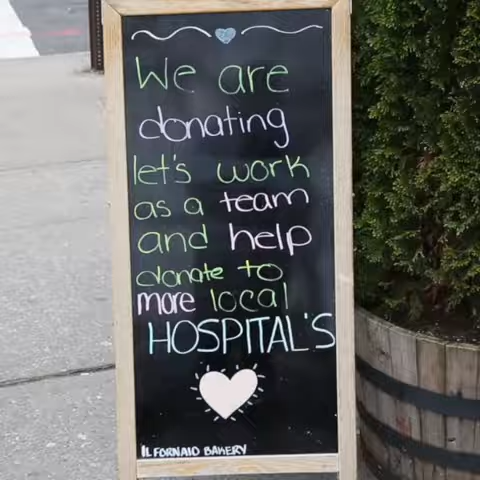 We are
donating
let's work
as a team
and help
donate to
more local
HOSPITAL'S
IL FORNAIO BAKERY